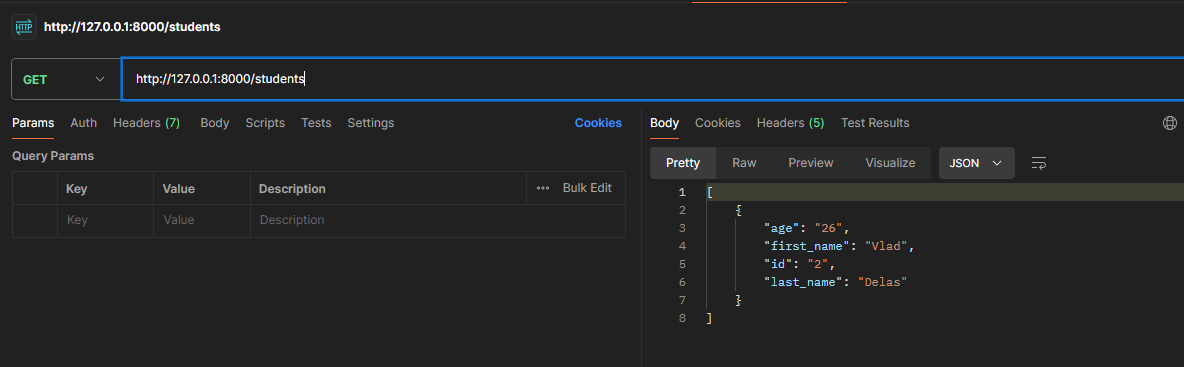 HTTP http://127.0.0.1:8000/students
GET http://127.0.0.1:8000/students
Params Auth Headers (7) Body Scripts Tests Settings Cookies
Query Params
Key Value Description ••• Bulk Edit
Key Value Description
Body Cookies Headers (5) Test Results
Pretty Raw Preview Visualize JSON
1 [
2 {
3 "age": "26",
4 "first_name": "Vlad",
5 "id": "2",
6 "last_name": "Delas"
7 }
8 ]